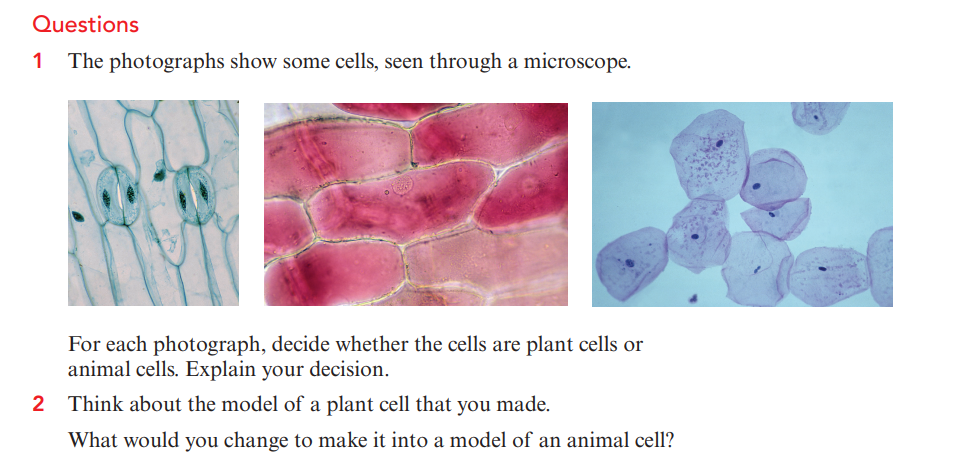 Questions
1 The photographs show some cells, seen through a microscope.
For each photograph, decide whether the cells are plant cells or
animal cells. Explain your decision.
2 Think about the model of a plant cell that you made.
What would you change to make it into a model of an animal cell?